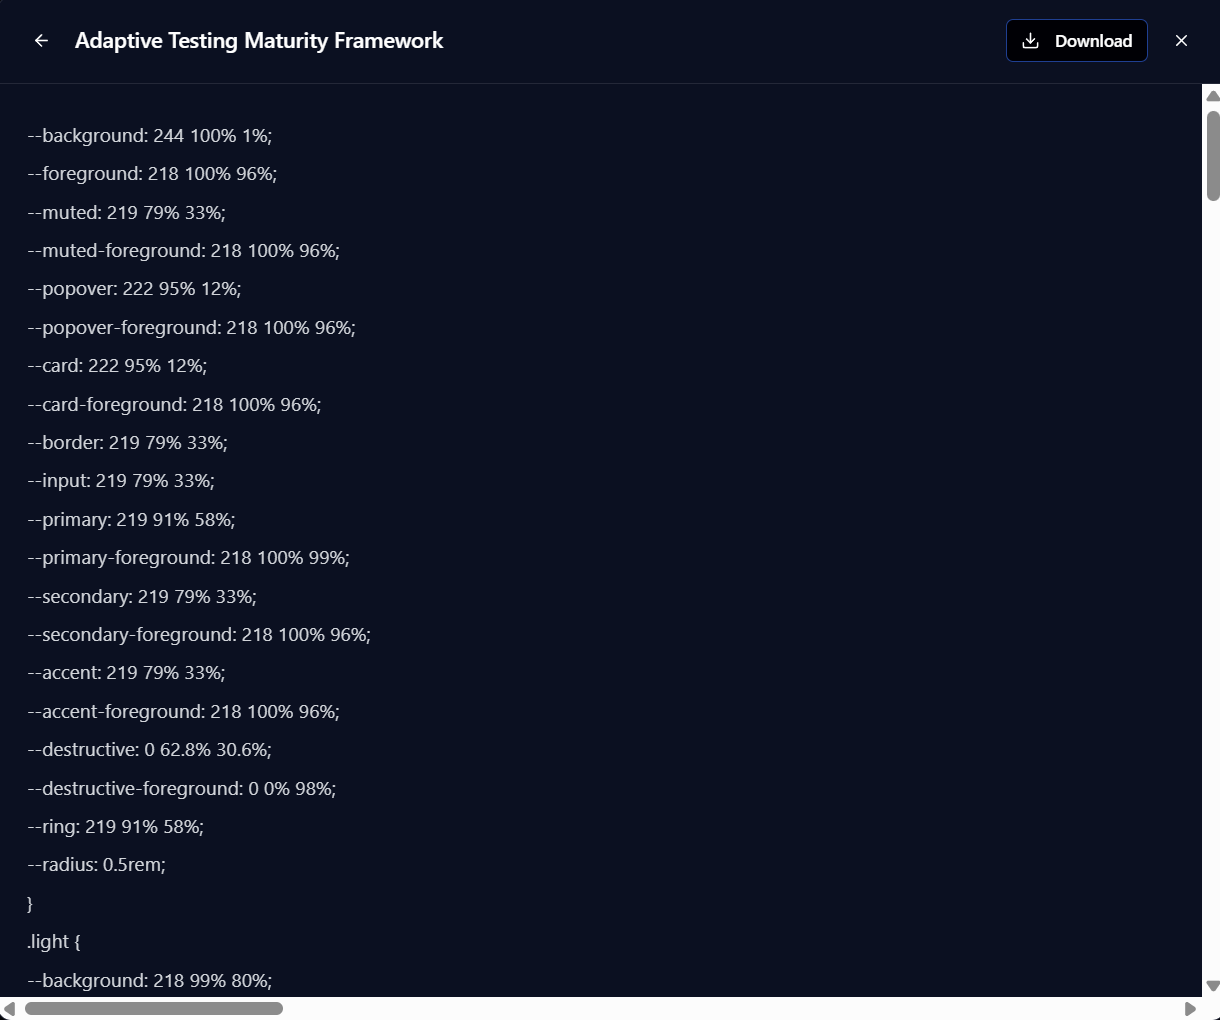 Adaptive Testing Maturity Framework
Download
--background: 244 100% 1%;
--foreground: 218 100% 96%;
--muted: 219 79% 33%;
--muted-foreground: 218 100% 96%;
--popover: 222 95% 12%;
--popover-foreground: 218 100% 96%;
--card: 222 95% 12%;
--card-foreground: 218 100% 96%;
--border: 219 79% 33%;
--input: 219 79% 33%;
--primary: 219 91% 58%;
--primary-foreground: 218 100% 99%;
--secondary: 219 79% 33%;
--secondary-foreground: 218 100% 96%;
--accent: 219 79% 33%;
--accent-foreground: 218 100% 96%;
--destructive: 0 62.8% 30.6%;
--destructive-foreground: 0 0% 98%;
--ring: 219 91% 58%;
--radius: 0.5rem;
}
.light {
--background: 218 99% 80%;